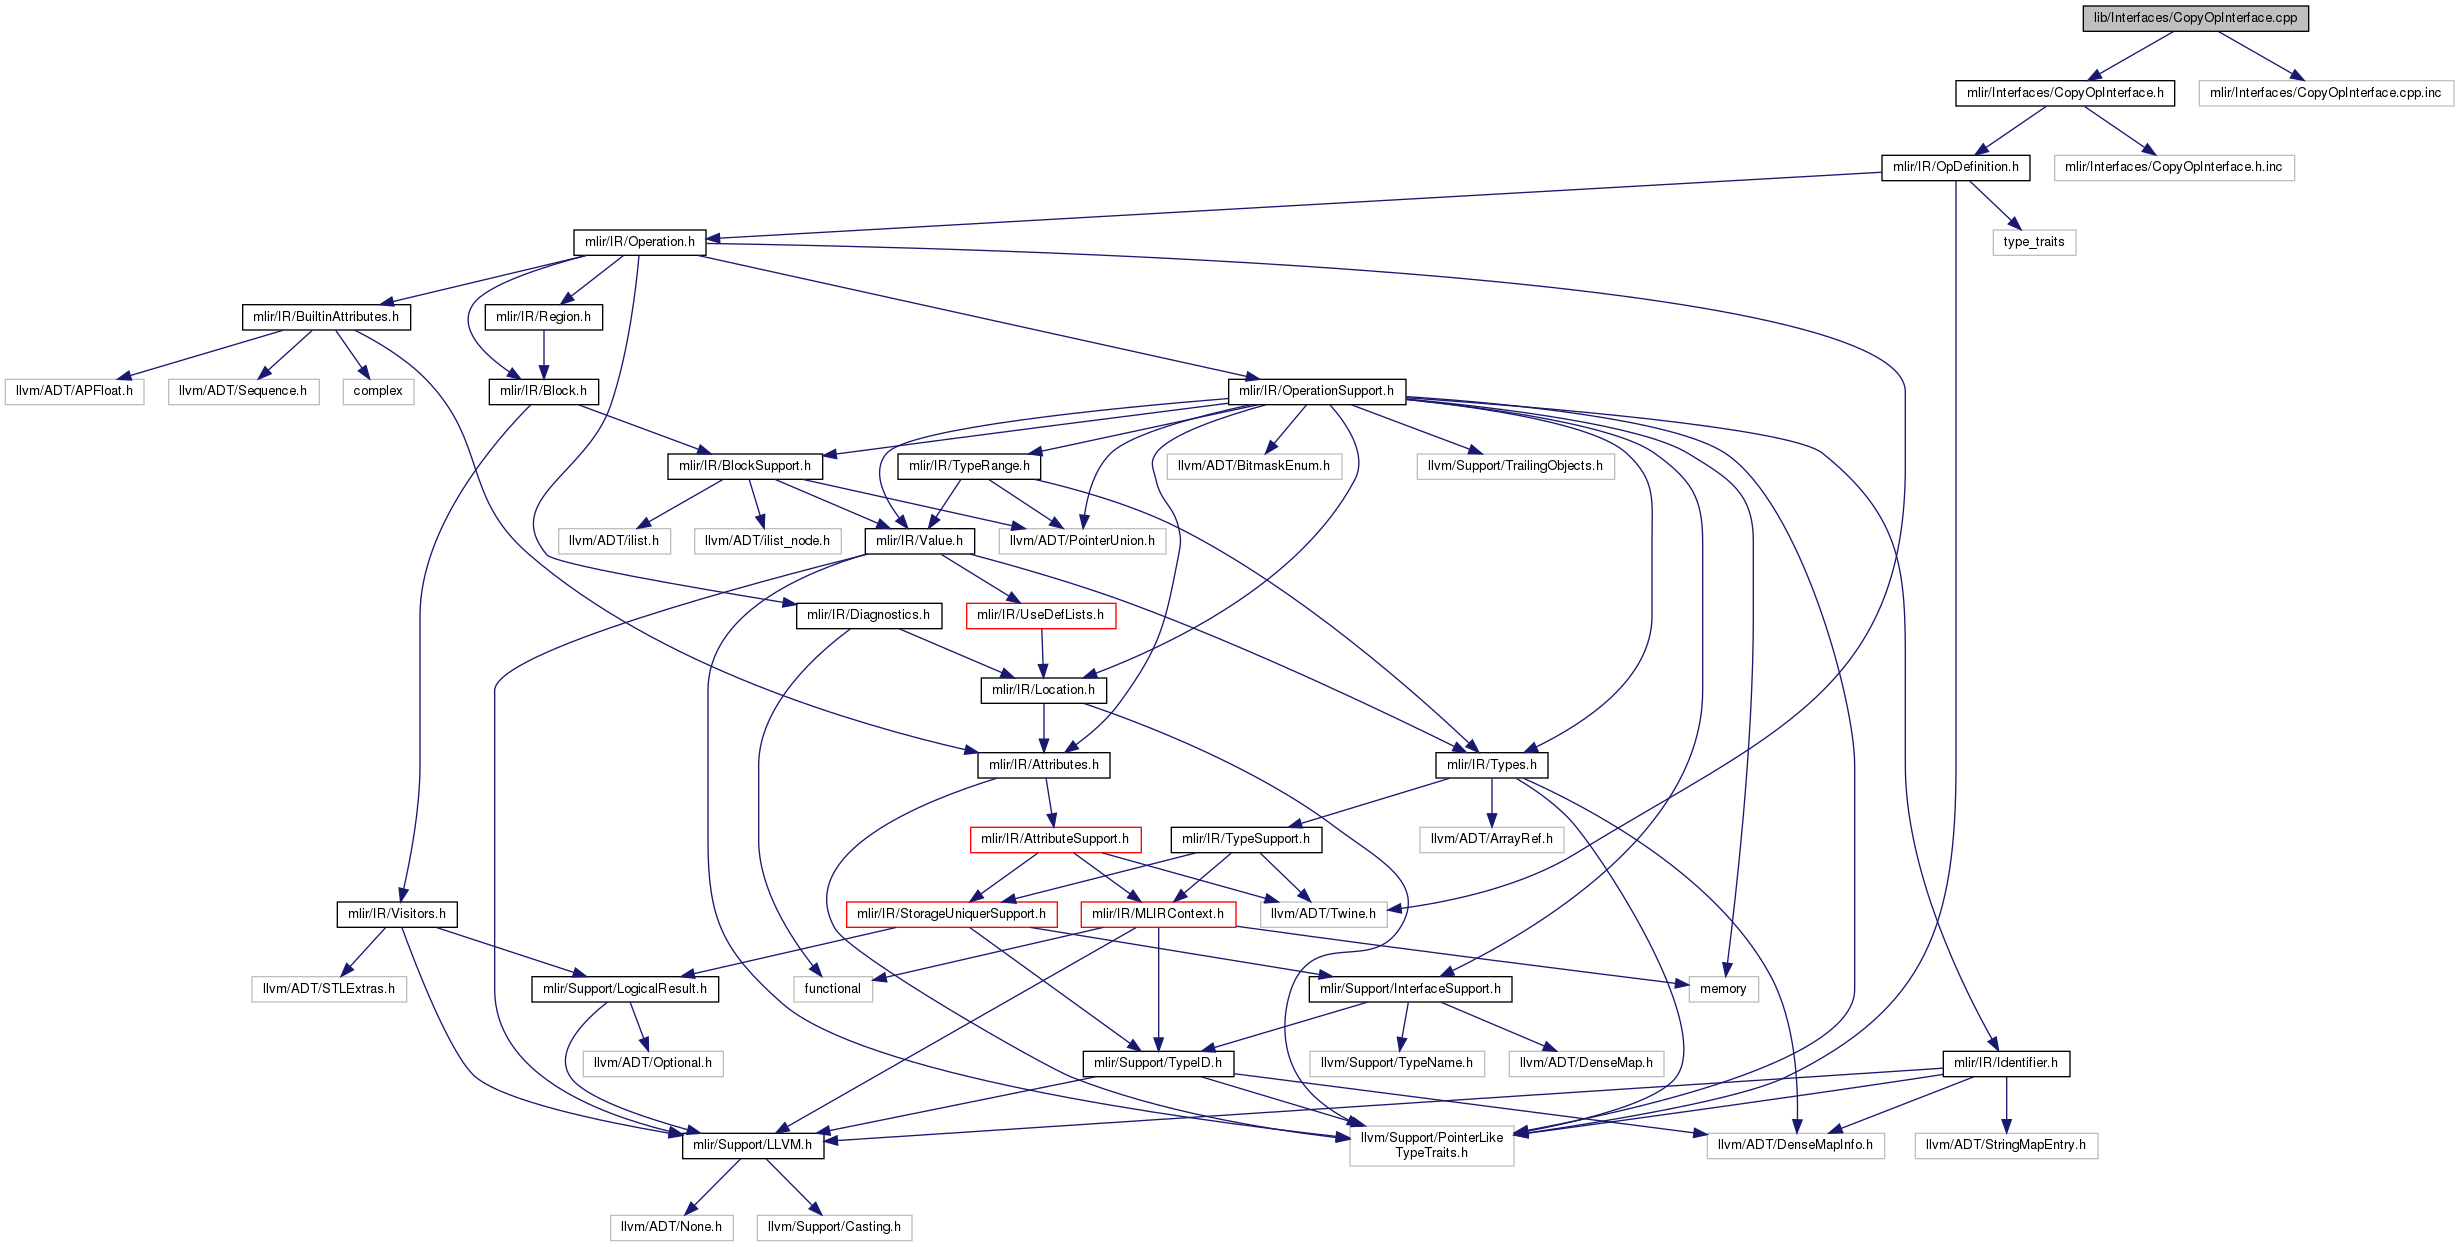 lib/Interfaces/CopyOpInterface.cpp
mlir/Interfaces/CopyOpInterface.h
mlir/Interfaces/CopyOpInterface.cpp.inc
mlir/IR/OpDefinition.h
mlir/Interfaces/CopyOpInterface.h.inc
mlir/IR/Operation.h
type_traits
mlir/IR/BuiltinAttributes.h
mlir/IR/Region.h
llvm/ADT/APFloat.h
llvm/ADT/Sequence.h
complex
mlir/IR/Block.h
mlir/IR/OperationSupport.h
mlir/IR/BlockSupport.h
mlir/IR/TypeRange.h
llvm/ADT/BitmaskEnum.h
llvm/Support/TrailingObjects.h
llvm/ADT/ilist.h
llvm/ADT/ilist_node.h
mlir/IR/Value.h
llvm/ADT/PointerUnion.h
mlir/IR/Diagnostics.h
mlir/IR/UseDefLists.h
mlir/IR/Location.h
mlir/IR/Attributes.h
mlir/IR/Types.h
mlir/IR/AttributeSupport.h
mlir/IR/TypeSupport.h
llvm/ADT/ArrayRef.h
mlir/IR/Visitors.h
mlir/IR/StorageUniquerSupport.h
mlir/IR/MLIRContext.h
llvm/ADT/Twine.h
llvm/ADT/STLExtras.h
mlir/Support/LogicalResult.h
functional
mlir/Support/InterfaceSupport.h
memory
llvm/ADT/Optional.h
mlir/Support/TypeID.h
llvm/Support/TypeName.h
llvm/ADT/DenseMap.h
mlir/IR/Identifier.h
mlir/Support/LLVM.h
llvm/Support/PointerLike
TypeTraits.h
llvm/ADT/DenseMapInfo.h
llvm/ADT/StringMapEntry.h
llvm/ADT/None.h
llvm/Support/Casting.h